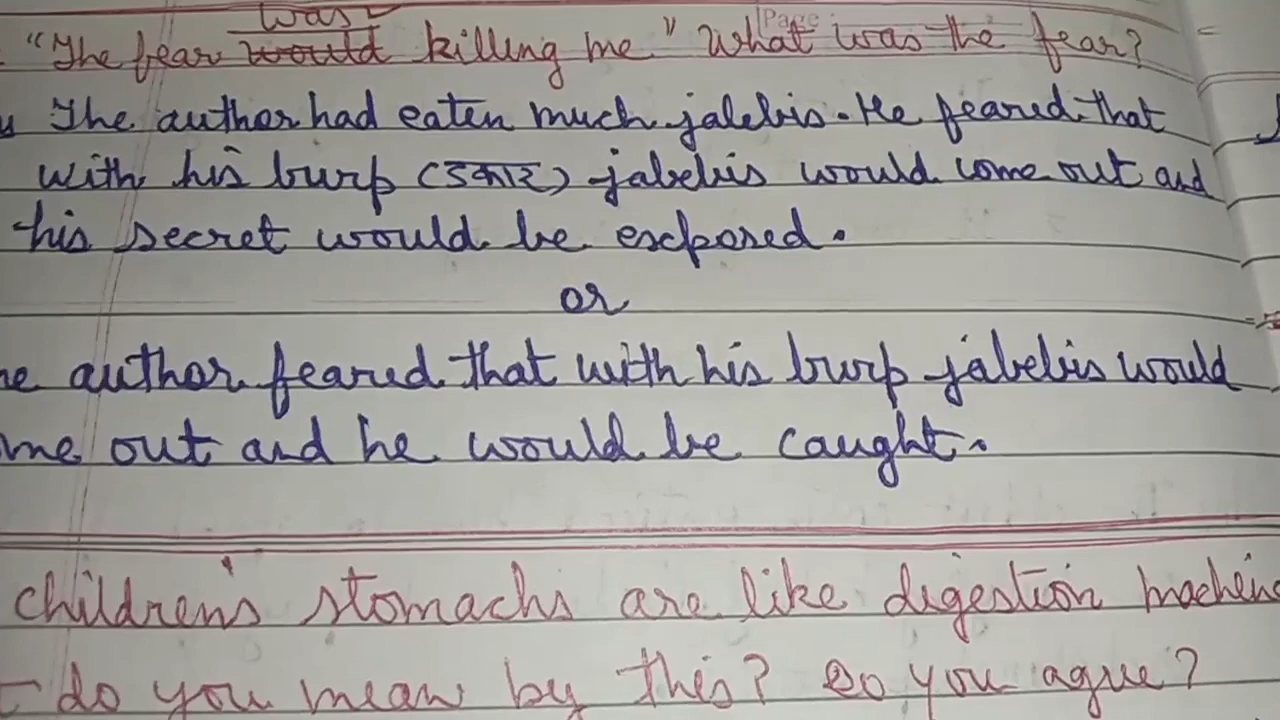 was
"The fear would killing me" What was the fear?
Page
The author had eaten much jalebis. He feared that
with his burp (डकार) jalebis would come out and
his secret would be exposed.
or
author feared that with his burp jalebis would
me out and he would be caught.
children's stomachs are like digestion machine
do you mean by this? Do you agree?